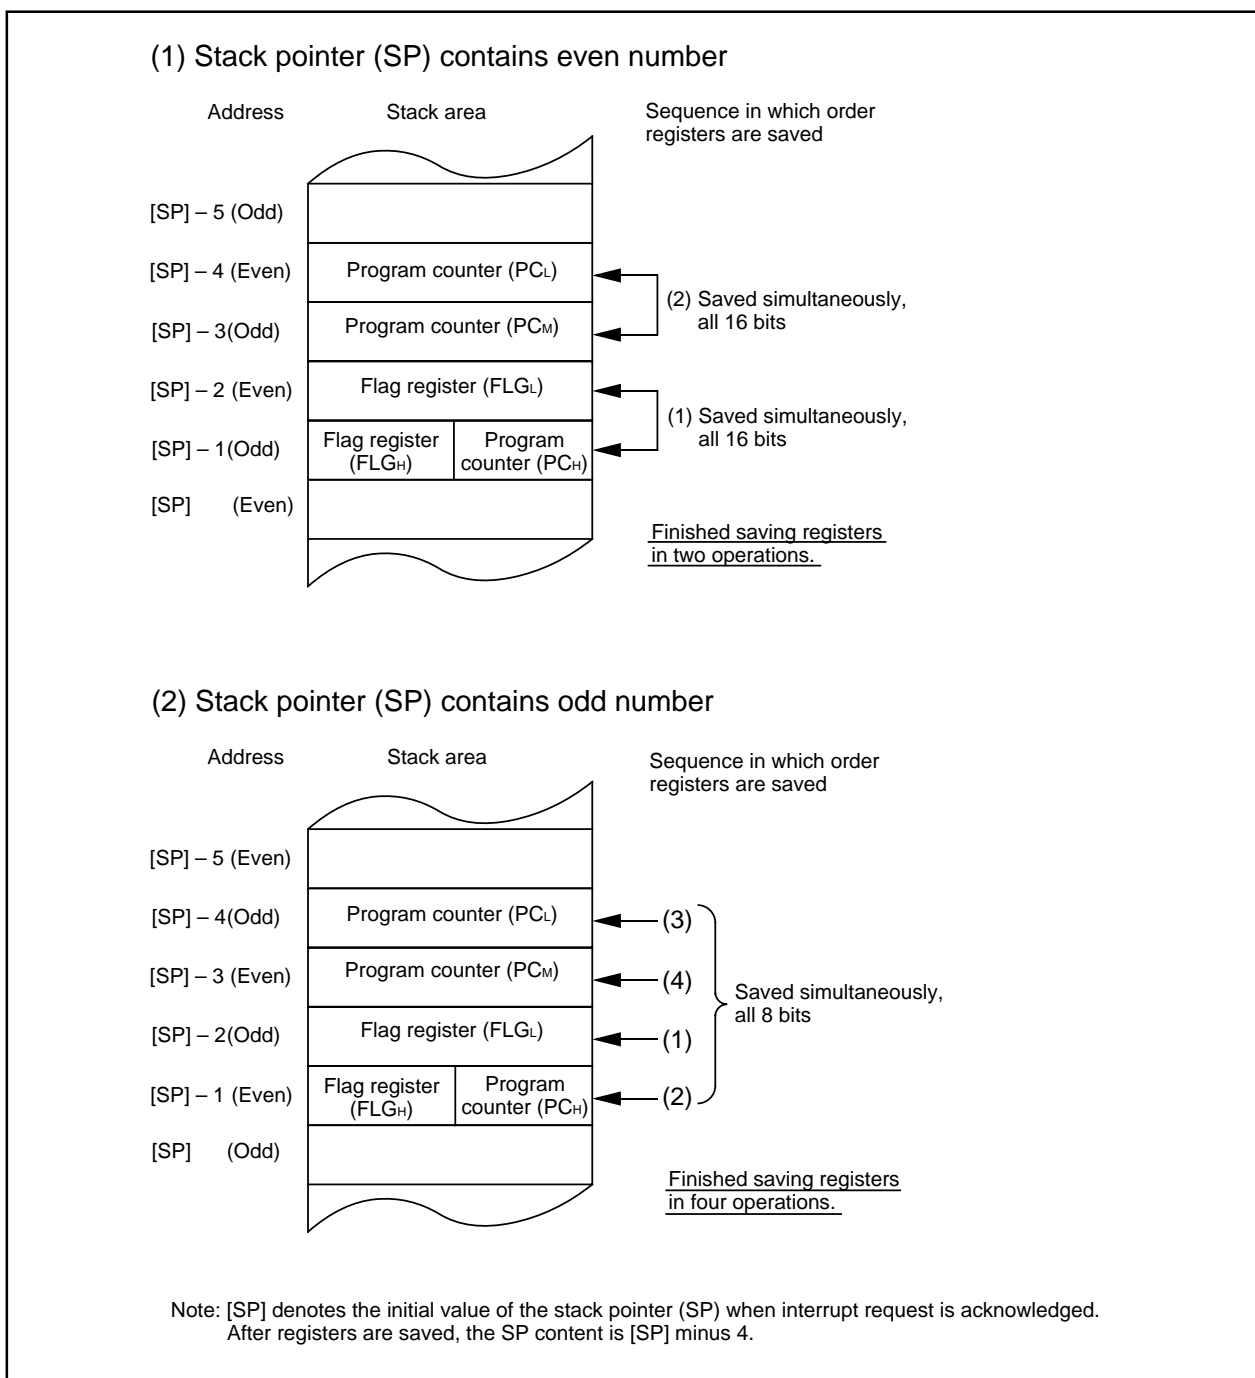 (1) Stack pointer (SP) contains even number
Address
Stack area
Sequence in which order
registers are saved
[SP] – 5 (Odd)
[SP] – 4 (Even)
Program counter (PCL)
[SP] – 3(Odd)
Program counter (PCM)
(2) Saved simultaneously,
all 16 bits
[SP] – 2 (Even)
Flag register (FLGL)
[SP] – 1(Odd)
Flag register
(FLGH)
Program
counter (PCH)
(1) Saved simultaneously,
all 16 bits
[SP] (Even)
Finished saving registers
in two operations.
(2) Stack pointer (SP) contains odd number
Address
Stack area
Sequence in which order
registers are saved
[SP] – 5 (Even)
[SP] – 4(Odd)
Program counter (PCL)
(3)
[SP] – 3 (Even)
Program counter (PCM)
(4)
Saved simultaneously,
all 8 bits
[SP] – 2(Odd)
Flag register (FLGL)
(1)
[SP] – 1 (Even)
Flag register
(FLGH)
Program
counter (PCH)
(2)
[SP] (Odd)
Finished saving registers
in four operations.
Note: [SP] denotes the initial value of the stack pointer (SP) when interrupt request is acknowledged.
After registers are saved, the SP content is [SP] minus 4.